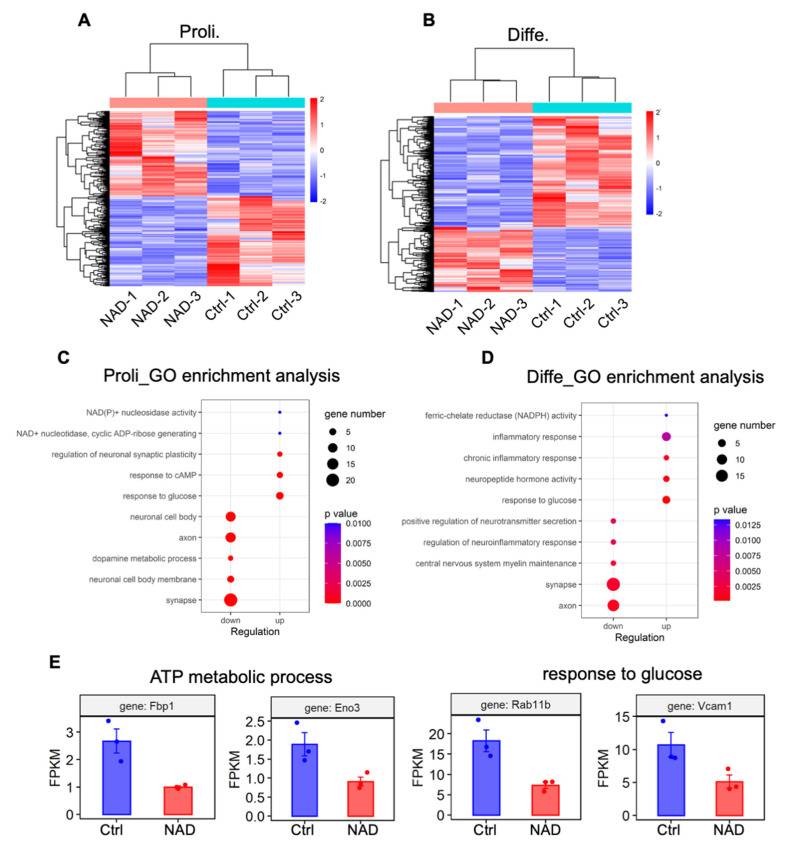 A
Proli.
2
1
0
-1
-2
NAD-1
NAD-2
NAD-3
Ctrl-1
Ctrl-2
Ctrl-3
B
Diffe.
2
1
0
-1
-2
NAD-1
NAD-2
NAD-3
Ctrl-1
Ctrl-2
Ctrl-3
C
Proli_GO enrichment analysis
NAD(P)+ nucleosidase activity
NAD+ nucleotidase, cyclic ADP-ribose generating
regulation of neuronal synaptic plasticity
response to cAMP
response to glucose
neuronal cell body
axon
dopamine metabolic process
neuronal cell body membrane
synapse
down
up
Regulation
gene number
5
10
15
20
p value
0.0100
0.0075
0.0050
0.0025
0.0000
D
Diffe_GO enrichment analysis
ferric-chelate reductase (NADPH) activity
inflammatory response
chronic inflammatory response
neuropeptide hormone activity
response to glucose
positive regulation of neurotransmitter secretion
regulation of neuroinflammatory response
central nervous system myelin maintenance
synapse
axon
down
up
Regulation
gene number
5
10
15
p value
0.0125
0.0100
0.0075
0.0050
0.0025
E
ATP metabolic process
gene: Fbp1
FPKM
3
2
1
0
Ctrl
NAD
gene: Eno3
FPKM
2.5
2.0
1.5
1.0
0.5
0.0
Ctrl
NAD
response to glucose
gene: Rab11b
FPKM
20
15
10
5
0
Ctrl
NAD
gene: Vcam1
FPKM
15
10
5
0
Ctrl
NAD